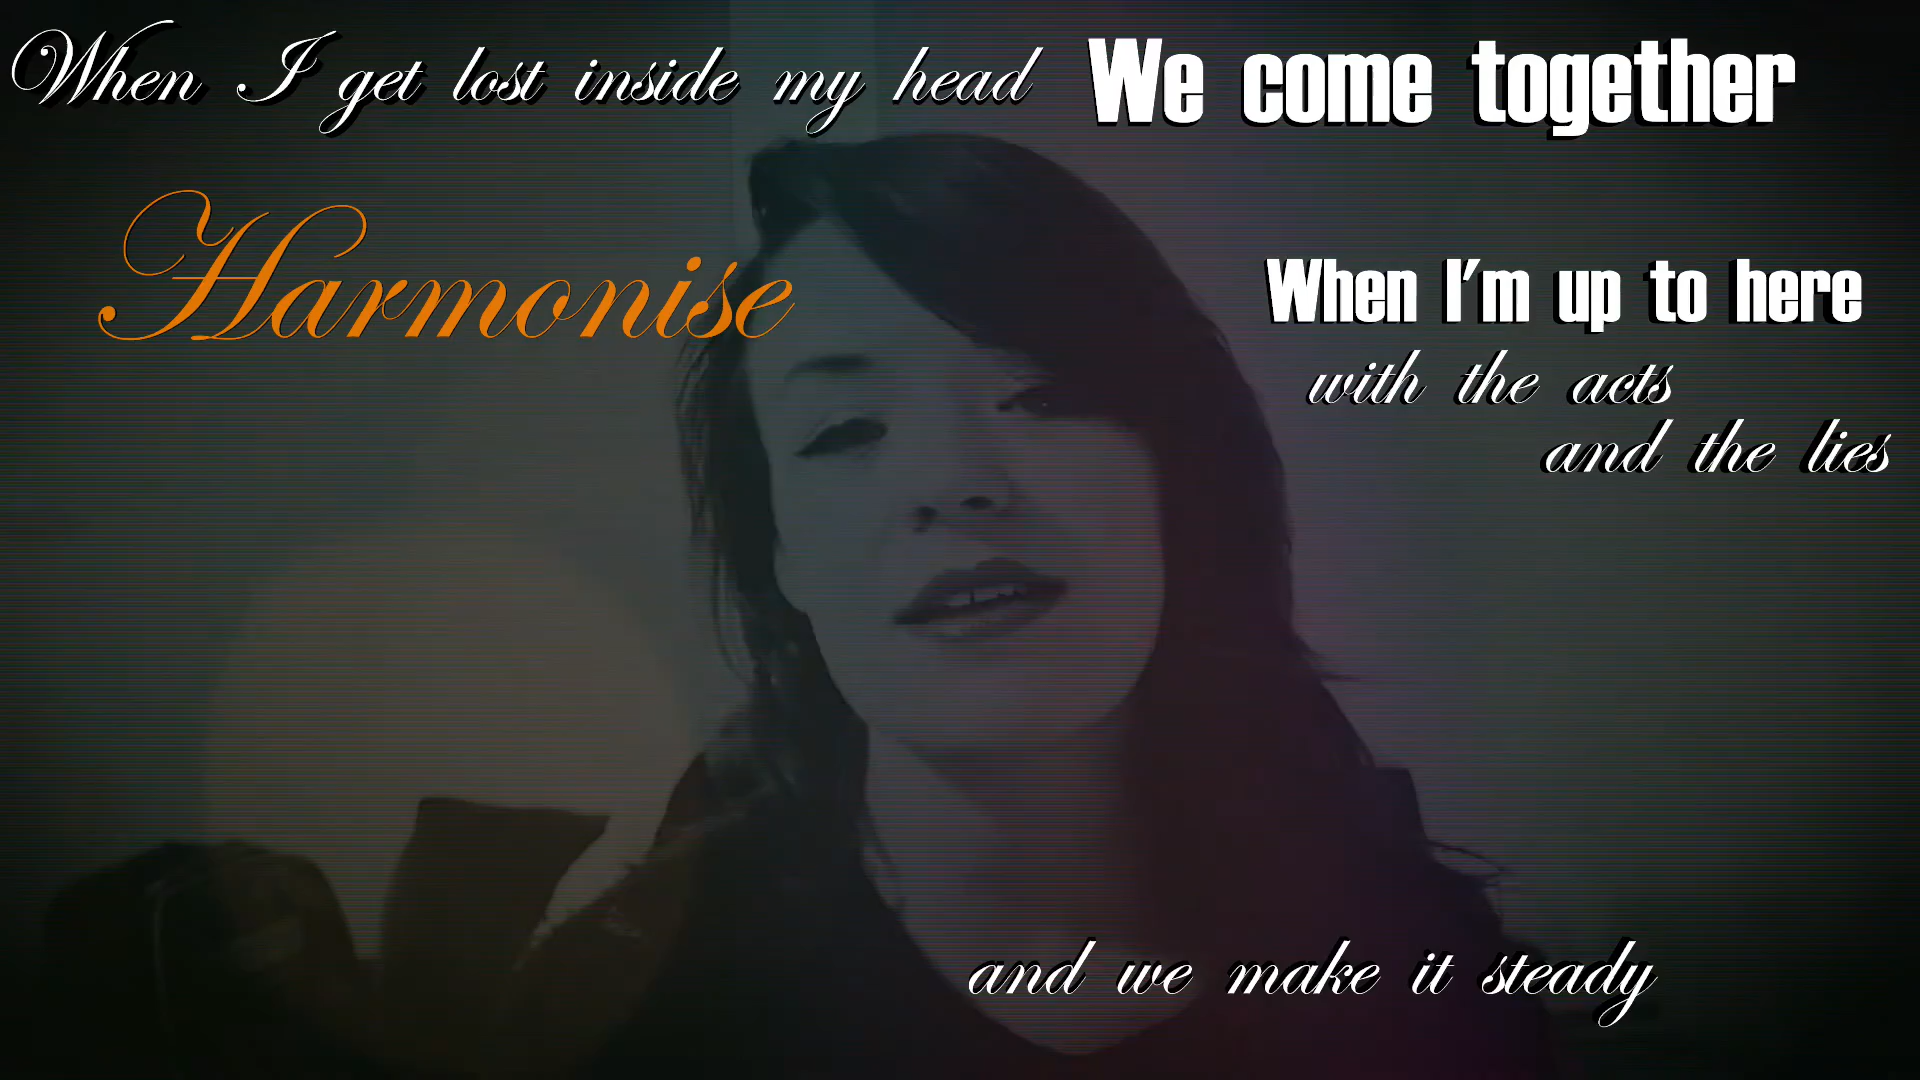 When I get lost inside my head
We come together
Harmonise
When I'm up to here
with the acts
and the lies
and we make it steady